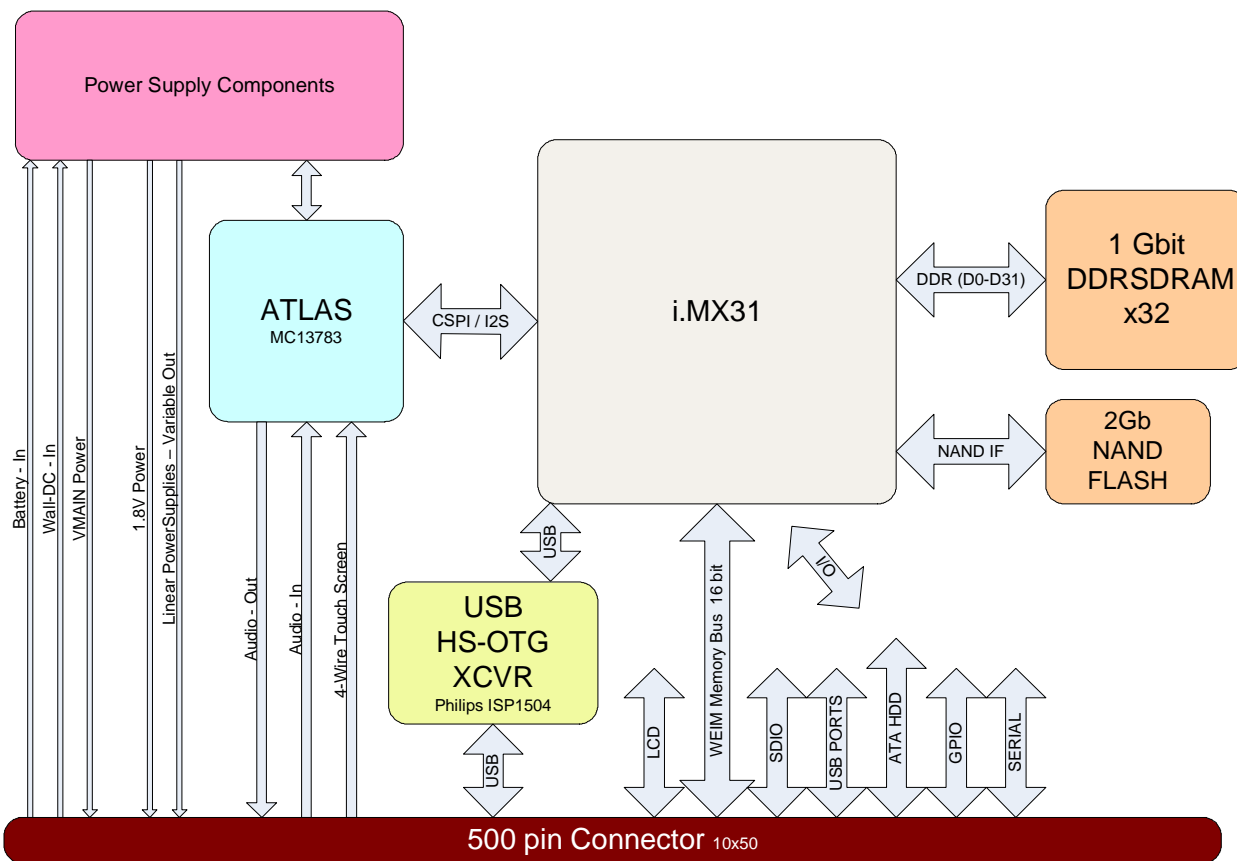 Power Supply Components
ATLAS
MC13783
CSPI / I2S
i.MX31
DDR (D0-D31)
1 Gbit
DDRSDRAM
x32
NAND IF
2Gb
NAND
FLASH
Battery - In
Wall-DC - In
VMAIN Power
1.8V Power
Linear PowerSupplies – Variable Out
Audio - Out
Audio - In
4-Wire Touch Screen
USB
USB
HS-OTG
XCVR
Philips ISP1504
USB
I/O
LCD
WEIM Memory Bus 16 bit
SDIO
USB PORTS
ATA HDD
GPIO
SERIAL
500 pin Connector 10x50